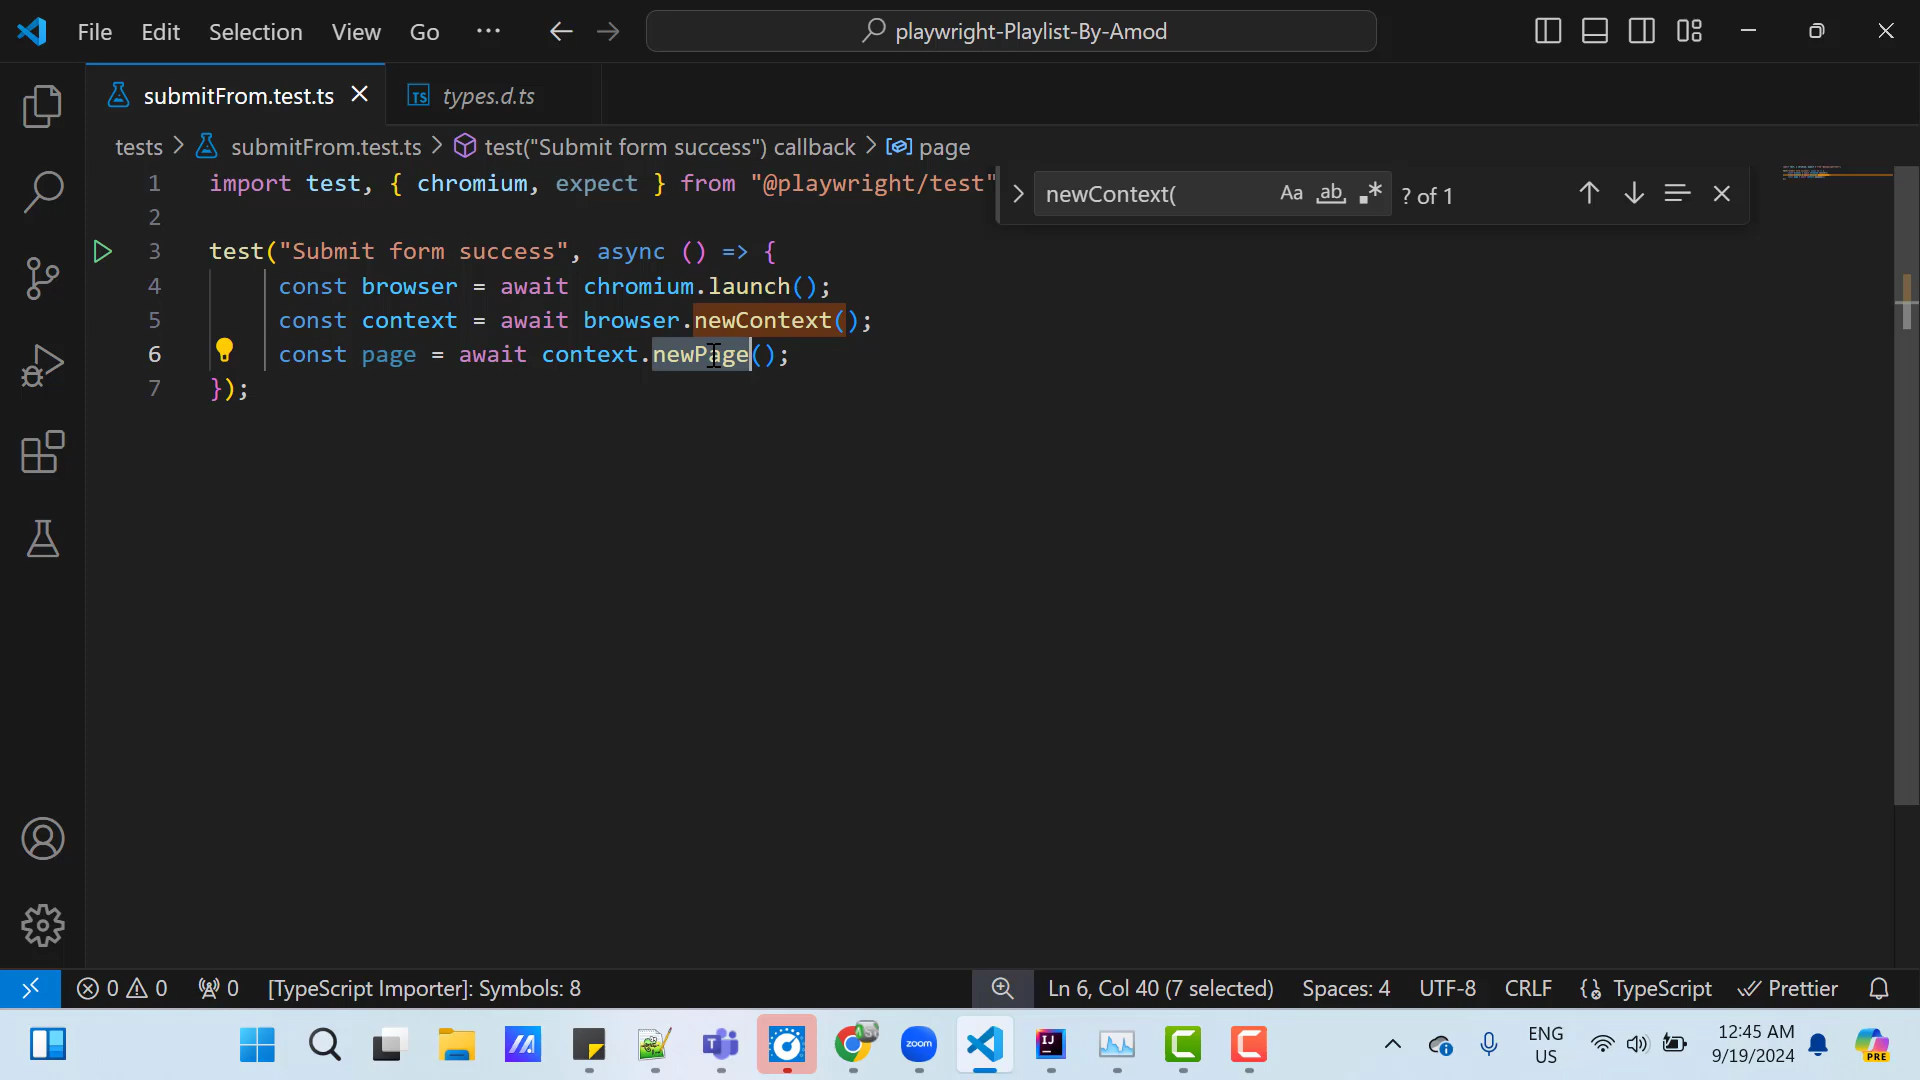 File Edit Selection View Go ··· playwright-Playlist-By-Amod
submitFrom.test.ts TS types.d.ts
tests > submitFrom.test.ts > test("Submit form success") callback > page
newContext( Aa ab .* ? of 1
1 import test, { chromium, expect } from "@playwright/test"
2
3 test("Submit form success", async () => {
4 const browser = await chromium.launch();
5 const context = await browser.newContext();
6 const page = await context.newPage();
7 });
0 0 0 [TypeScript Importer]: Symbols: 8 Ln 6, Col 40 (7 selected) Spaces: 4 UTF-8 CRLF {} TypeScript Prettier
zoom IJ PRE
ENG 12:45 AM
US 9/19/2024